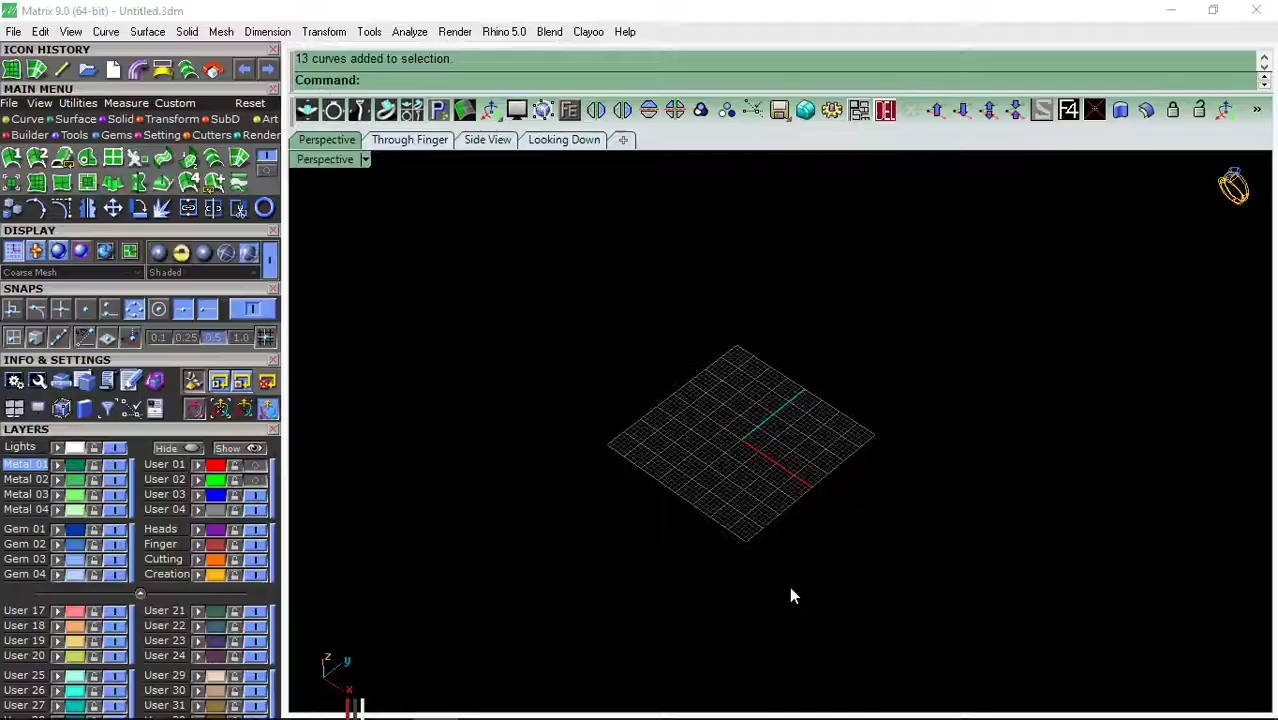 Matrix 9.0 (64-bit) - Untitled.3dm
File Edit View Curve Surface Solid Mesh Dimension Transform Tools Analyze Render Rhino 5.0 Blend Clayoo Help
ICON HISTORY
13 curves added to selection.
Command:
MAIN MENU
File View Utilities Measure Custom Reset
Curve Surface Solid Transform SubD Art
Builder Tools Gems Setting Cutters Render
F4
Perspective Through Finger Side View Looking Down
Perspective
DISPLAY
Coarse Mesh Shaded
SNAPS
0.1 0.25 0.5 1.0
INFO & SETTINGS
LAYERS
Lights Hide Show
Metal 01 User 01
Metal 02 User 02
Metal 03 User 03
Metal 04 User 04
Gem 01 Heads
Gem 02 Finger
Gem 03 Cutting
Gem 04 Creation
User 17 User 21
User 18 User 22
User 19 User 23
User 20 User 24
User 25 User 29
User 26 User 30
User 27 User 31
z y
x